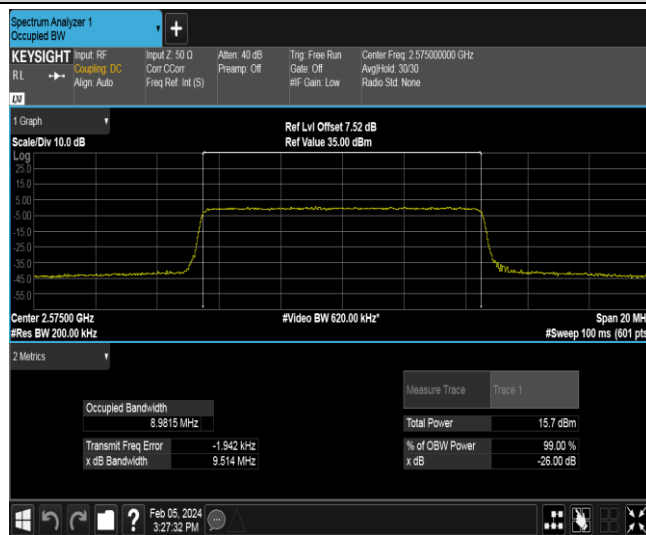 Spectrum Analyzer 1
Occupied BW
KEYSIGHT
RL
LXI
Input: RF
Coupling: DC
Align: Auto
Input Z: 50 Ω
Corr CCorr
Freq Ref: Int (S)
Atten: 40 dB
Preamp: Off
Trig: Free Run
Gate: Off
#IF Gain: Low
Center Freq: 2.575000000 GHz
Avg|Hold: 30/30
Radio Std: None
1 Graph
Scale/Div 10.0 dB
Ref Lvl Offset 7.52 dB
Ref Value 35.00 dBm
Log
25.0
15.0
5.00
-5.00
-15.0
-25.0
-35.0
-45.0
-55.0
Center 2.57500 GHz
#Res BW 200.00 kHz
#Video BW 620.00 kHz*
Span 20 MH
#Sweep 100 ms (601 pts
2 Metrics
Measure Trace Trace 1
Occupied Bandwidth
8.9815 MHz
Total Power 15.7 dBm
Transmit Freq Error -1.942 kHz
% of OBW Power 99.00 %
x dB Bandwidth 9.514 MHz
x dB -26.00 dB
?
Feb 05, 2024
3:27:32 PM